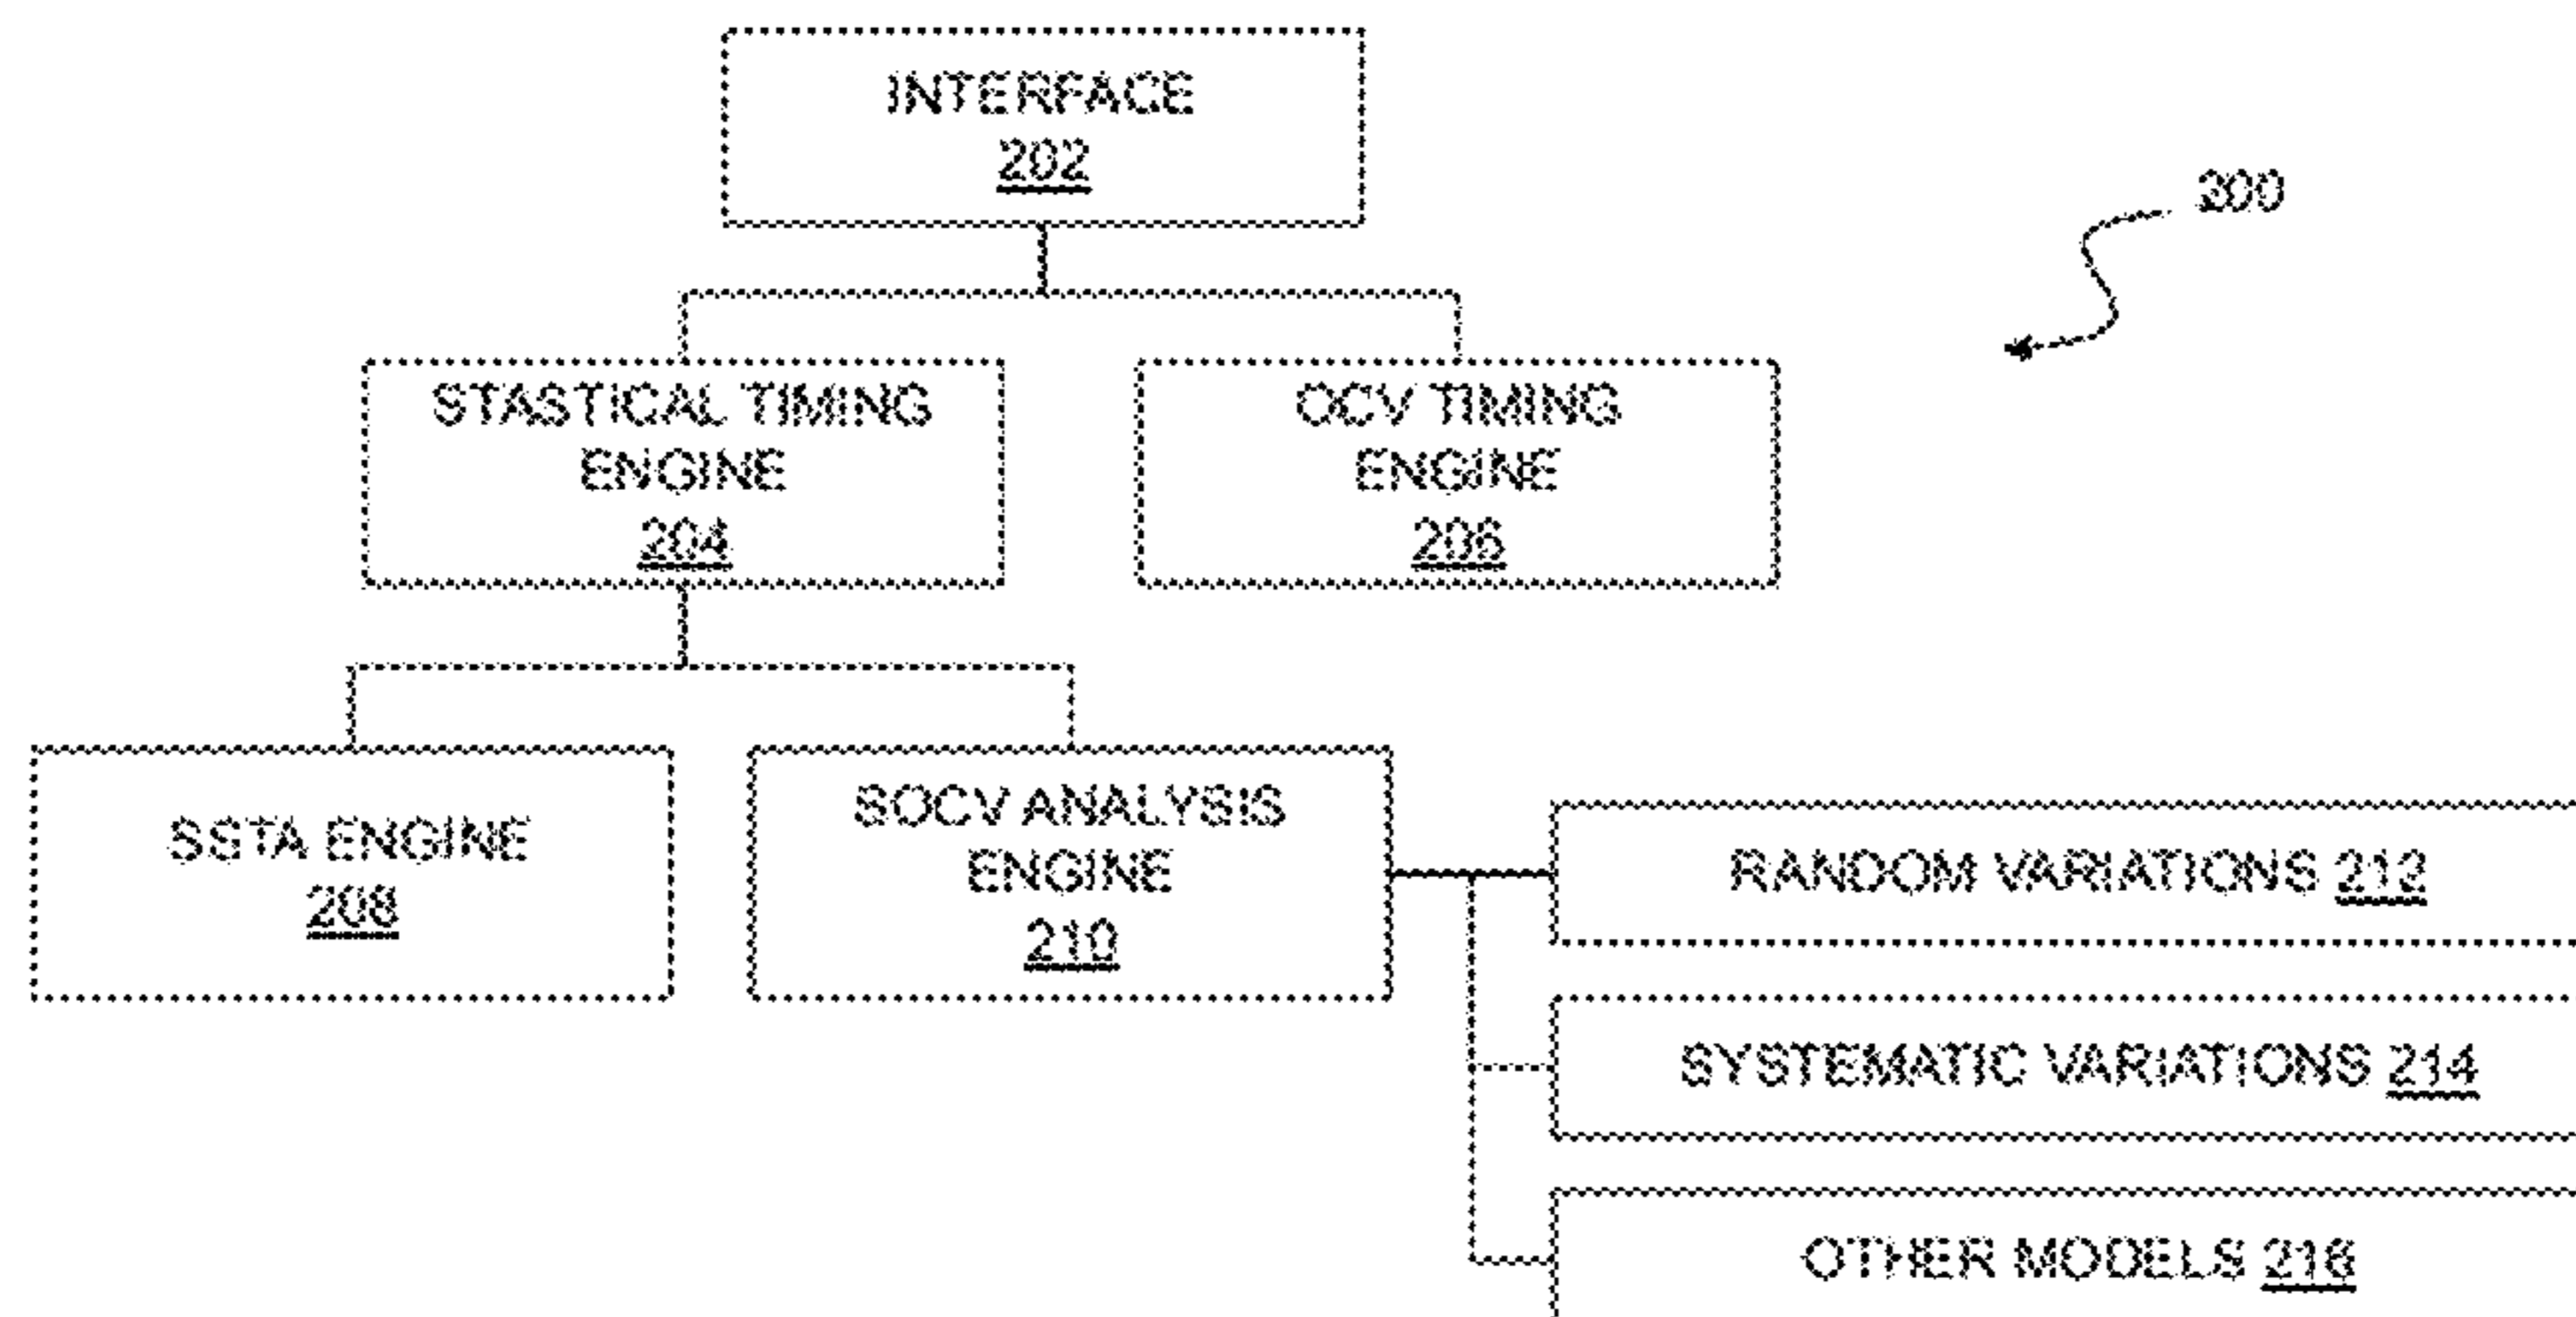 INTERFACE
202
200
STASTICAL TIMING
ENGINE
204
OCV TIMING
ENGINE
206
SSTA ENGINE
208
SOCV ANALYSIS
ENGINE
210
RANDOM VARIATIONS 212
SYSTEMATIC VARIATIONS 214
OTHER MODELS 216